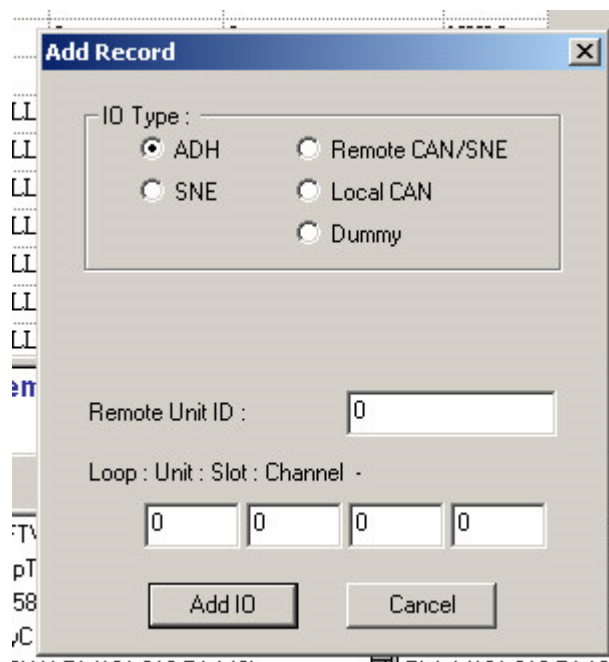 Add Record
IO Type :
ADH
Remote CAN/SNE
SNE
Local CAN
Dummy
Remote Unit ID :
0
Loop : Unit : Slot : Channel -
0 0 0 0
Add IO
Cancel
58